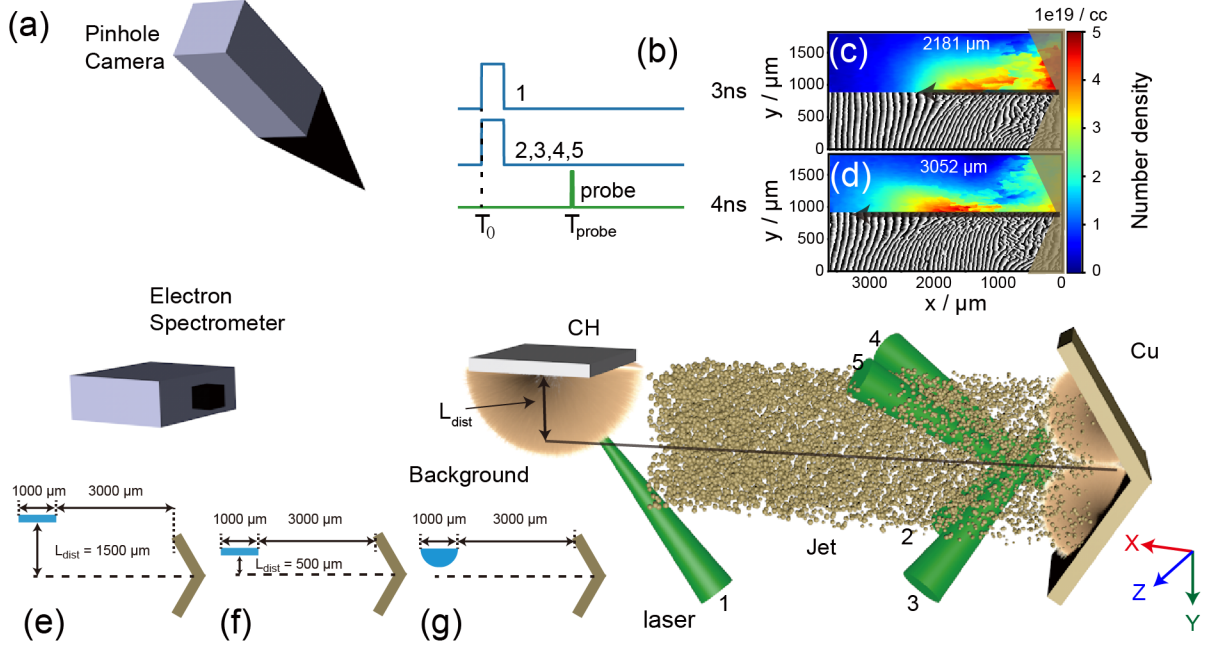 (a)
Pinhole
Camera
(b)
1
2,3,4,5
probe
T0
Tprobe
3ns
4ns
1e19 / cc
(c)
2181 µm
y / µm
1500
1000
500
0
(d)
3052 µm
y / µm
1500
1000
500
0
3000
2000
1000
0
x / µm
5
4
3
2
1
0
Number density
Electron
Spectrometer
CH
Ldist
4
5
Cu
Background
Jet
2
3
1
laser
X
Z
Y
1000 µm
3000 µm
Ldist = 1500 µm
(e)
1000 µm
3000 µm
Ldist = 500 µm
(f)
1000 µm
3000 µm
(g)